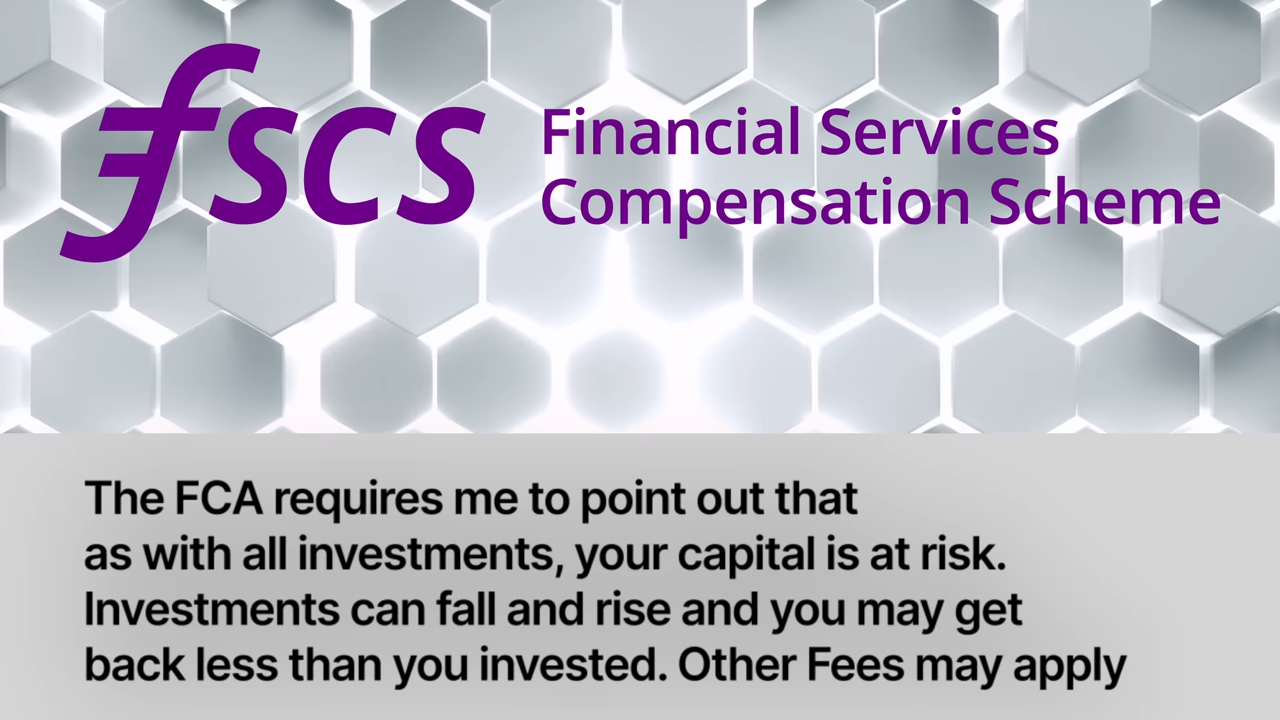 fscs
Financial Services
Compensation Scheme
The FCA requires me to point out that
as with all investments, your capital is at risk.
Investments can fall and rise and you may get
back less than you invested. Other Fees may apply